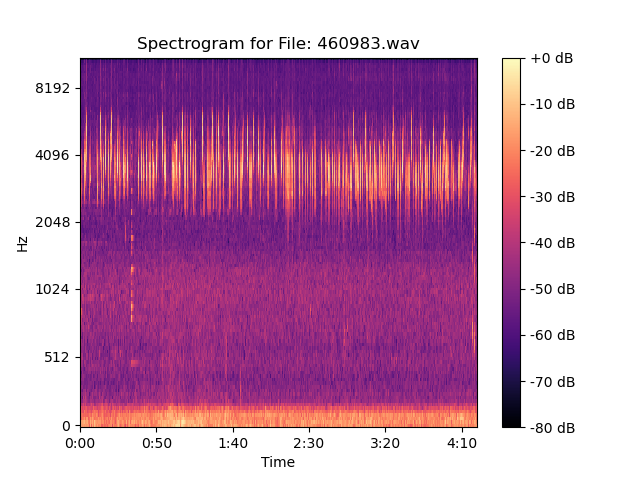 Spectrogram for File: 460983.wav
Hz
8192
4096
2048
1024
512
0
0:00 0:50 1:40 2:30 3:20 4:10
Time
+0 dB
-10 dB
-20 dB
-30 dB
-40 dB
-50 dB
-60 dB
-70 dB
-80 dB